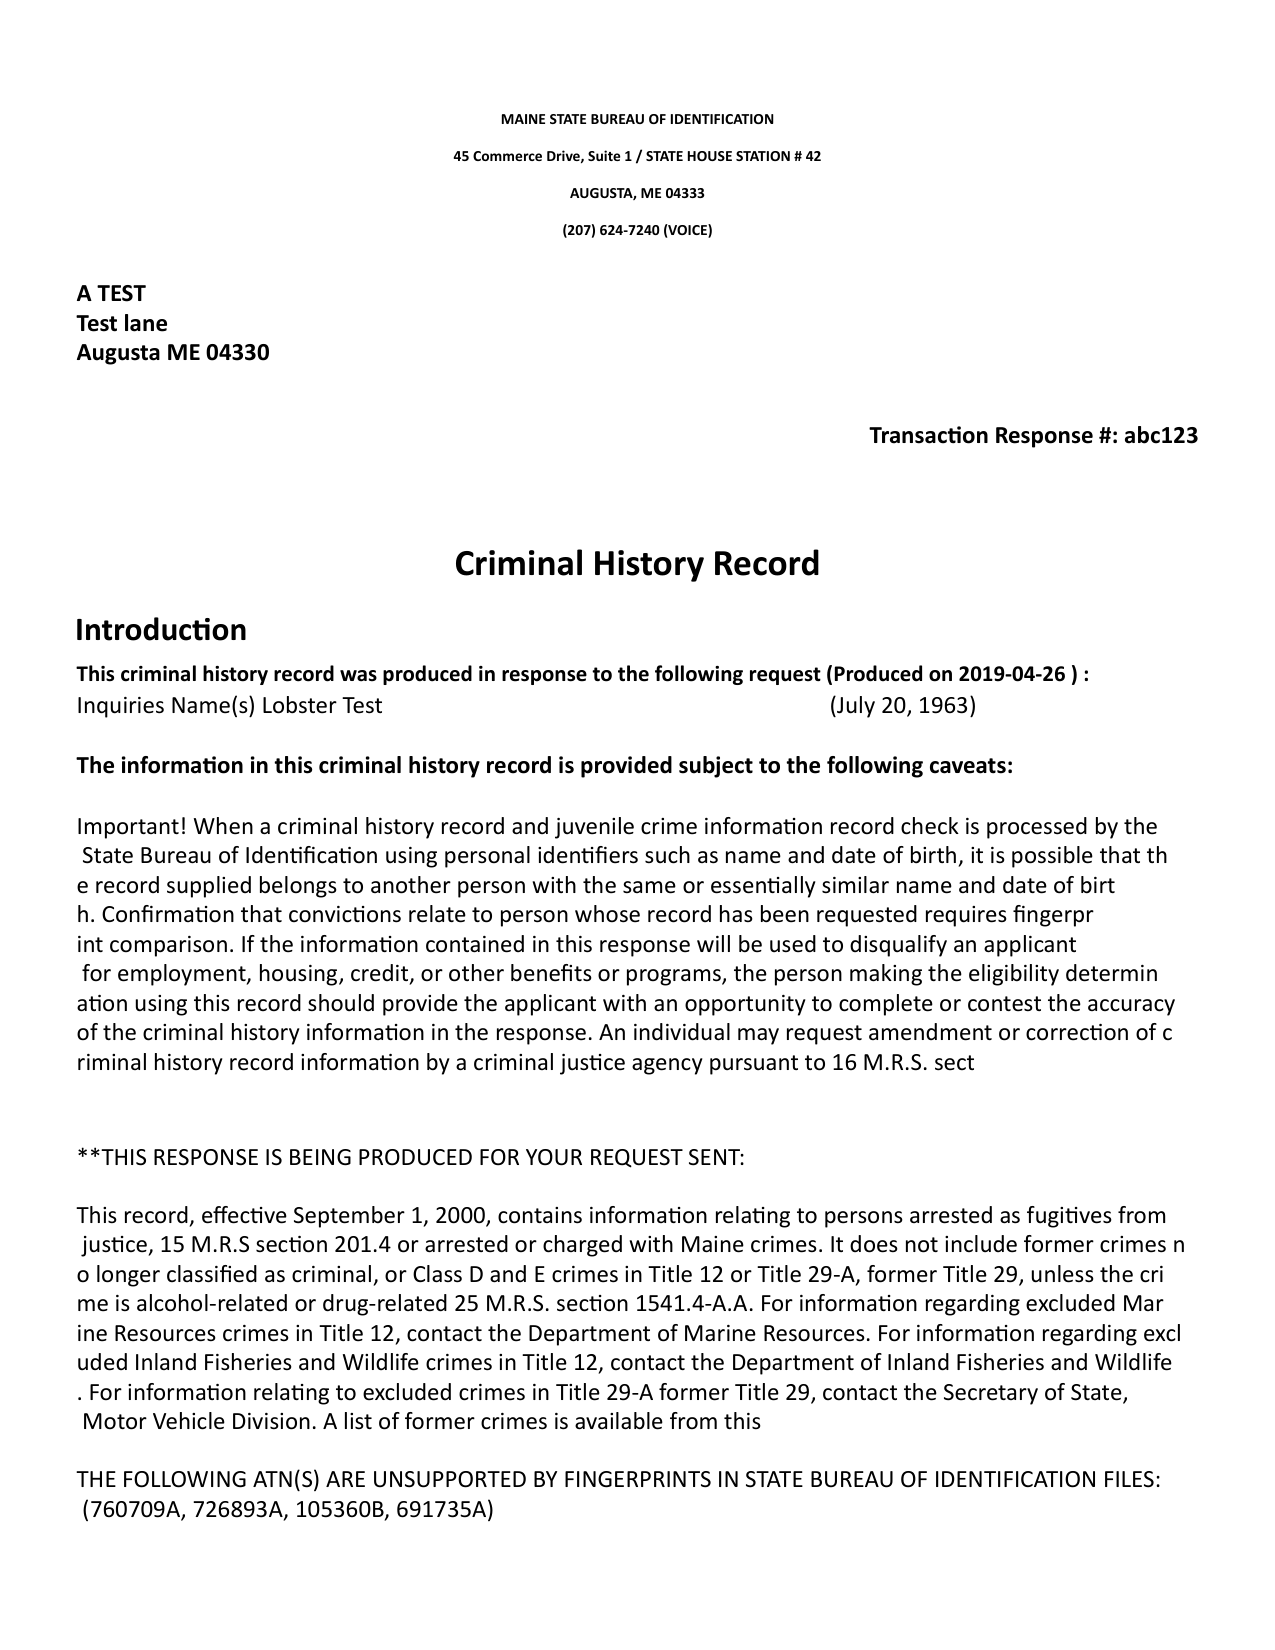 MAINE STATE BUREAU OF IDENTIFICATION
45 Commerce Drive, Suite 1 / STATE HOUSE STATION # 42
AUGUSTA, ME 04333
(207) 624-7240 (VOICE)
A TEST
Test lane
Augusta ME 04330
Transaction Response #: abc123
Criminal History Record
Introduction
This criminal history record was produced in response to the following request (Produced on 2019-04-26 ) :
Inquiries Name(s) Lobster Test (July 20, 1963)
The information in this criminal history record is provided subject to the following caveats:
Important! When a criminal history record and juvenile crime information record check is processed by the
State Bureau of Identification using personal identifiers such as name and date of birth, it is possible that th
e record supplied belongs to another person with the same or essentially similar name and date of birt
h. Confirmation that convictions relate to person whose record has been requested requires fingerpr
int comparison. If the information contained in this response will be used to disqualify an applicant
for employment, housing, credit, or other benefits or programs, the person making the eligibility determin
ation using this record should provide the applicant with an opportunity to complete or contest the accuracy
of the criminal history information in the response. An individual may request amendment or correction of c
riminal history record information by a criminal justice agency pursuant to 16 M.R.S. sect
**THIS RESPONSE IS BEING PRODUCED FOR YOUR REQUEST SENT:
This record, effective September 1, 2000, contains information relating to persons arrested as fugitives from
justice, 15 M.R.S section 201.4 or arrested or charged with Maine crimes. It does not include former crimes n
o longer classified as criminal, or Class D and E crimes in Title 12 or Title 29-A, former Title 29, unless the cri
me is alcohol-related or drug-related 25 M.R.S. section 1541.4-A.A. For information regarding excluded Mar
ine Resources crimes in Title 12, contact the Department of Marine Resources. For information regarding excl
uded Inland Fisheries and Wildlife crimes in Title 12, contact the Department of Inland Fisheries and Wildlife
. For information relating to excluded crimes in Title 29-A former Title 29, contact the Secretary of State,
Motor Vehicle Division. A list of former crimes is available from this
THE FOLLOWING ATN(S) ARE UNSUPPORTED BY FINGERPRINTS IN STATE BUREAU OF IDENTIFICATION FILES:
(760709A, 726893A, 105360B, 691735A)